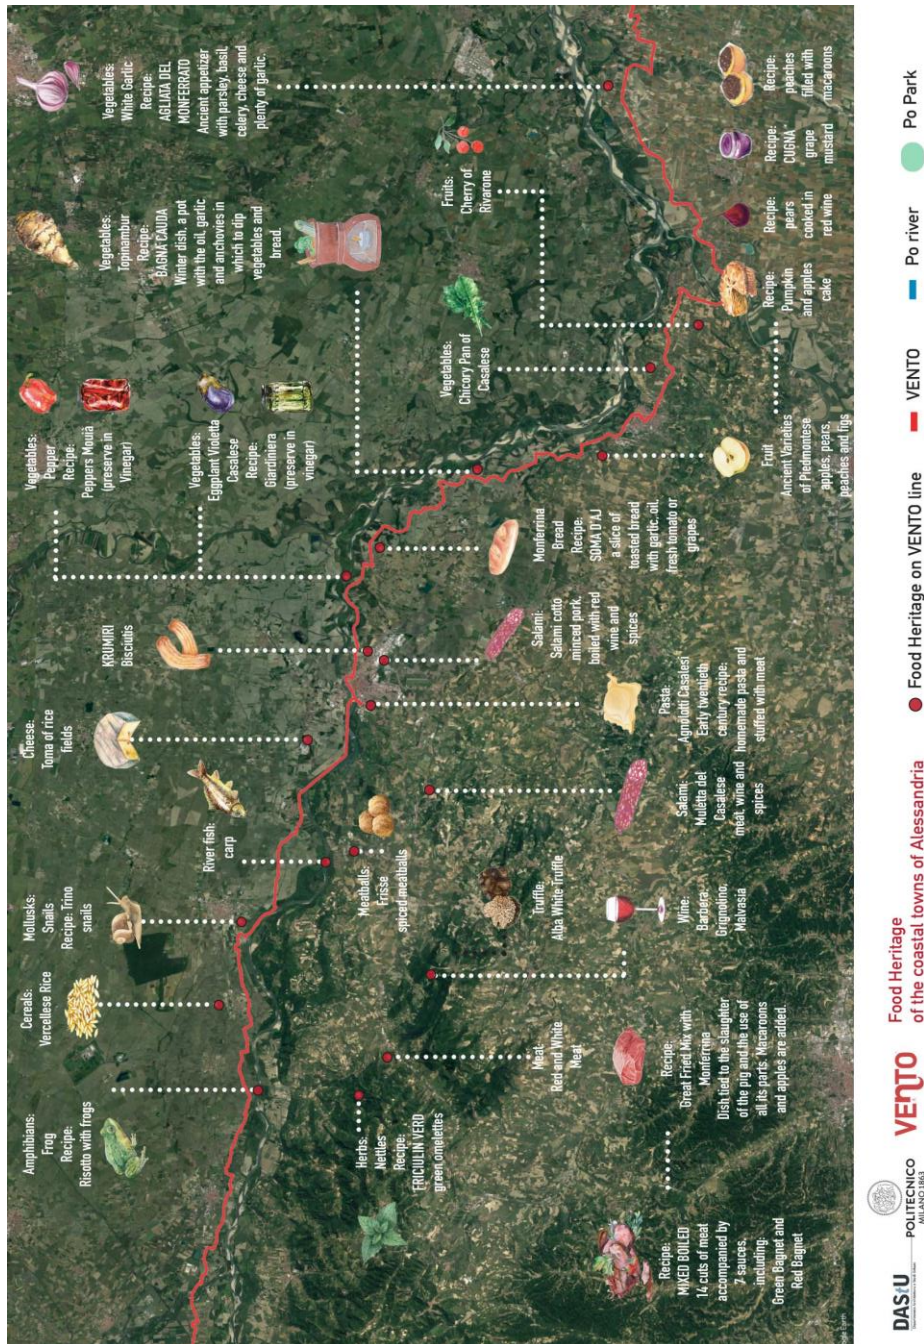 Amphibians:
Frog
Recipe:
Risotto with frogs
Cereals:
Vercellese Rice
Mollusks:
Snails
Recipe: Trino
snails
River fish:
carp
Cheese:
Toma of rice
fields
KRUMIRI
Bisciutis
Vegetables:
Pepper
Recipe:
Peppers Mouià
(preserve in
Vinegar)
Vegetables:
Eggplant Violetta
Casalese
Recipe:
Giardiniera
(preserve in
vinegar)
Vegetables:
Topinambur
Recipe:
BAGNA CAUDA
Winter dish, a pot
with the oil, garlic
and anchovies in
which to dip
vegetables and
bread.
Vegetables:
White Garlic
Recipe:
AGLIATA DEL
MONFERRATO
Ancient appetizer
with parsley, basil,
celery, cheese and
plenty of garlic.
Vegetables:
Chicory Pan of
Casalese
Fruits:
Cherry of
Rivarone
Herbs:
Nettles
Recipe:
FRICIULIN VERD
green omelettes
Meatballs:
Frisse
spiced meatballs
Truffle:
Alba White Truffle
Meat:
Red and White
Meat
Recipe:
MIXED BOILED
14 cuts of meat
accompanied by
7 sauces,
including:
Green Bagnet and
Red Bagnet
Recipe:
Great Fried Mix with
Monferrina
Dish tied to the slaughter
of the pig and the use of
all its parts. Macaroons
and apples are added.
Wine:
Barbera;
Grignolino;
Malvasia
Salami:
Muletta del
Casalese
meat, wine and
spices
Pasta:
Agnolotti Casalesi
Early twentieth
century recipe:
homemade pasta and
stuffed with meat
Salami:
Salami cotto
minced pork,
boiled with red
wine and
spices
Monferrina
Bread
Recipe:
SOMA D'AJ
a slice of
toasted bread
with garlic, oil,
fresh tomato or
grapes
Fruit
Ancient Varieties
of Piedmontese
apples, pears,
peaches and figs
Recipe:
Pumpkin
and apples
cake
Recipe:
pears
cooked in
red wine
Recipe:
CUGNA'
grape
mustard
Recipe:
peaches
filled with
macaroons
DAStU
POLITECNICO
MILANO 1863
VENTO
Food Heritage
of the coastal towns of Alessandria
Food Heritage on VENTO line
VENTO
Po river
Po Park